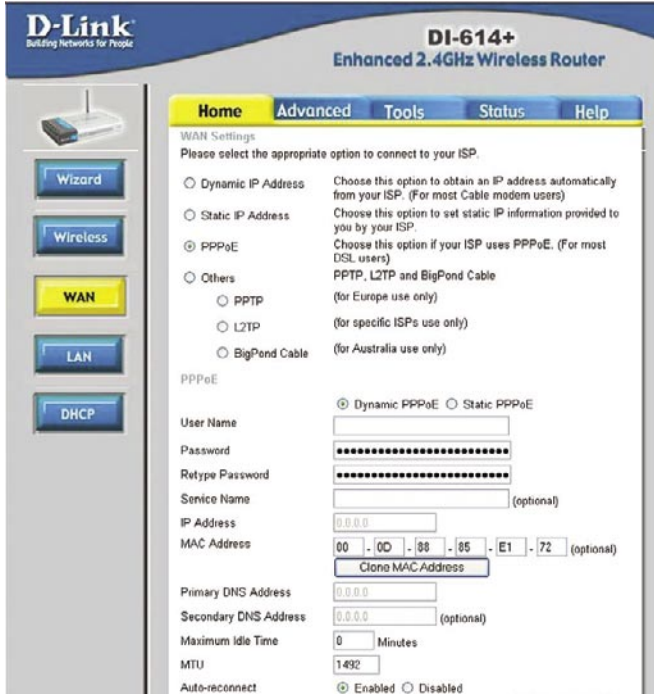 D-Link
Building Networks for People
DI-614+
Enhanced 2.4GHz Wireless Router
Home Advanced Tools Status Help
Wizard
Wireless
WAN
LAN
DHCP
WAN Settings
Please select the appropriate option to connect to your ISP.
Dynamic IP Address Choose this option to obtain an IP address automatically
from your ISP. (For most Cable modem users)
Static IP Address Choose this option to set static IP information provided to
you by your ISP.
PPPoE Choose this option if your ISP uses PPPoE. (For most
DSL users)
Others PPTP, L2TP and BigPond Cable
PPTP (for Europe use only)
L2TP (for specific ISPs use only)
BigPond Cable (for Australia use only)
PPPoE
Dynamic PPPoE Static PPPoE
User Name
Password ●●●●●●●●●●●●●●●●●●●●●●●●●
Retype Password ●●●●●●●●●●●●●●●●●●●●●●●●●
Service Name (optional)
IP Address 0.0.0.0
MAC Address 00 - 0D - 88 - 85 - E1 - 72 (optional)
Clone MAC Address
Primary DNS Address 0.0.0.0
Secondary DNS Address 0.0.0.0 (optional)
Maximum Idle Time 0 Minutes
MTU 1492
Auto-reconnect Enabled Disabled